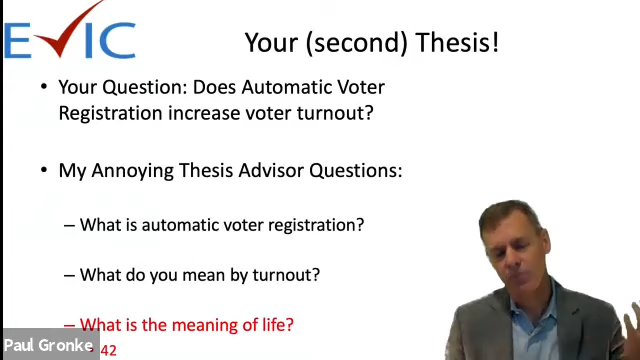 EVIC
Your (second) Thesis!
• Your Question: Does Automatic Voter
Registration increase voter turnout?
• My Annoying Thesis Advisor Questions:
– What is automatic voter registration?
– What do you mean by turnout?
– What is the meaning of life?
Paul Gronke
42